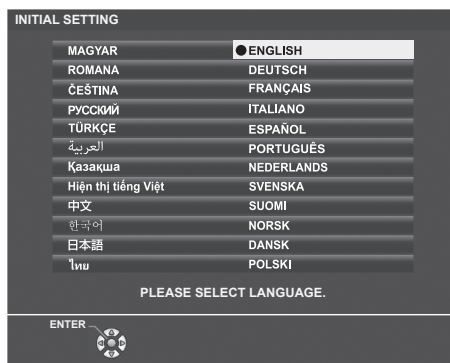 INITIAL SETTING
MAGYAR ENGLISH
ROMANA DEUTSCH
ČEŠTINA FRANÇAIS
РУССКИЙ ITALIANO
TÜRKÇE ESPAÑOL
العربية PORTUGUÊS
Қазақша NEDERLANDS
Hiện thị tiếng Việt SVENSKA
中文 SUOMI
한국어 NORSK
日本語 DANSK
ไทย POLSKI
PLEASE SELECT LANGUAGE.
ENTER